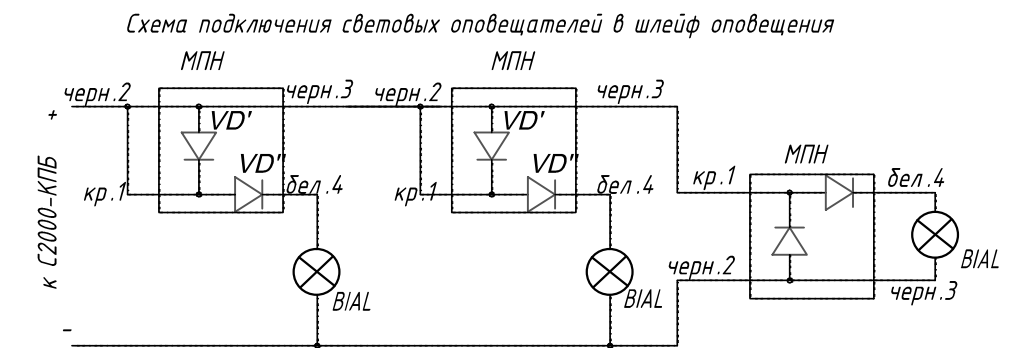 Схема подключения световых оповещателей в шлейф оповещения
МПН
МПН
черн.2
черн.3
черн.2
черн.3
+
VD'
VD'
МПН
VD"
VD"
кр.1
бел.4
кр.1
бел.4
кр.1
бел.4
к С2000-КПБ
BIAL
черн.2
BIAL
BIAL
черн.3
-